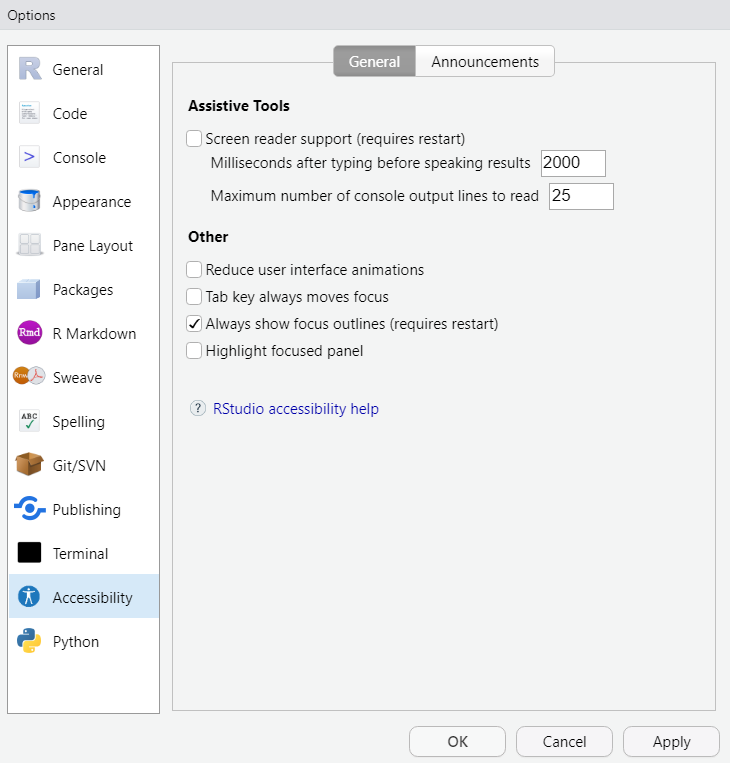 Options
General
Code
Console
Appearance
Pane Layout
Packages
Rmd R Markdown
Sweave
ABC Spelling
Git/SVN
Publishing
Terminal
Accessibility
Python
General Announcements
Assistive Tools
Screen reader support (requires restart)
Milliseconds after typing before speaking results 2000
Maximum number of console output lines to read 25
Other
Reduce user interface animations
Tab key always moves focus
Always show focus outlines (requires restart)
Highlight focused panel
? RStudio accessibility help
OK Cancel Apply